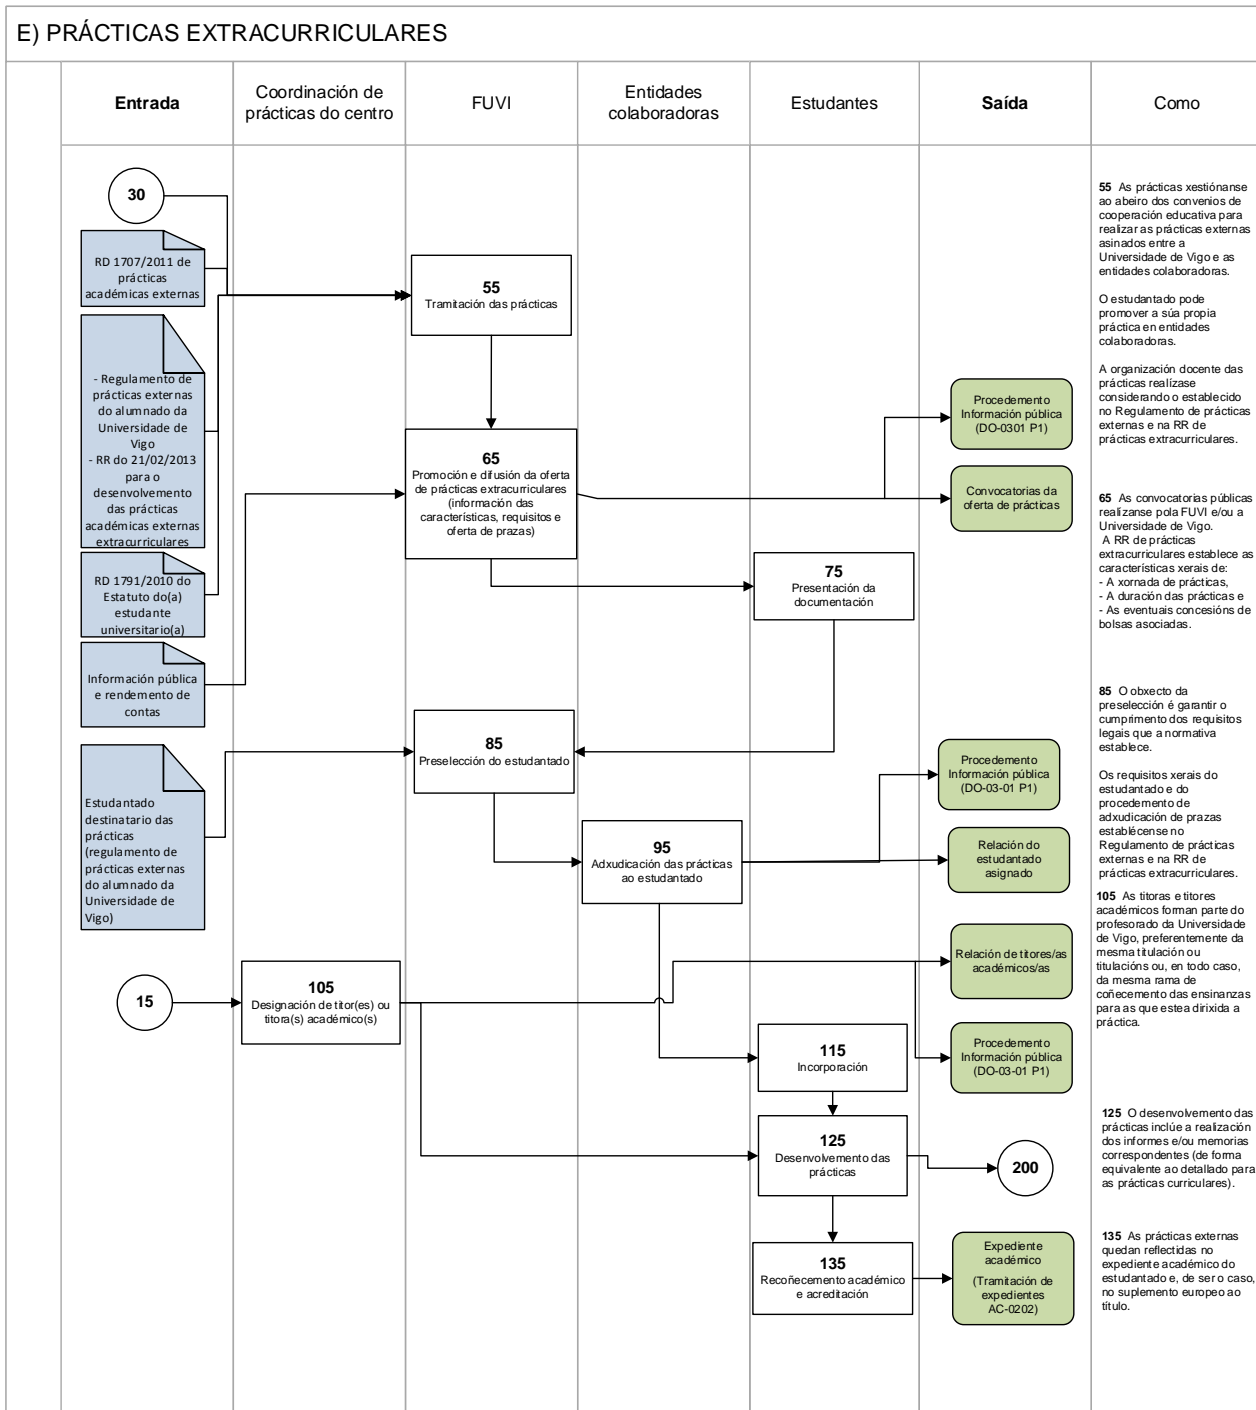 E) PRÁCTICAS EXTRACURRICULARES
Entrada
Coordinación de
prácticas do centro
FUVI
Entidades
colaboradoras
Estudantes
Saída
Como
30
RD 1707/2011 de
prácticas
académicas externas
- Regulamento de
prácticas externas
do alumnado da
Universidade de
Vigo
- RR do 21/02/2013
para o
desenvolvemento
das prácticas
académicas externas
extracurriculares
RD 1791/2010 do
Estatuto do(a)
estudante
universitario(a)
Información pública
e rendemento de
contas
Estudantado
destinatario das
prácticas
(regulamento de
prácticas externas
do alumnado da
Universidade de
Vigo)
15
105
Designación de titor(es) ou
titora(s) académico(s)
55
Tramitación das prácticas
65
Promoción e difusión da oferta
de prácticas extracurriculares
(información das
características, requisitos e
oferta de prazas)
85
Preselección do estudantado
95
Adxudicación das prácticas
ao estudantado
75
Presentación da
documentación
115
Incorporación
125
Desenvolvemento das
prácticas
135
Recoñecemento académico
e acreditación
Procedemento
Información pública
(DO-0301 P1)
Convocatorias da
oferta de prácticas
Procedemento
Información pública
(DO-03-01 P1)
Relación do
estudantado
asignado
Relación de titores/as
académicos/as
Procedemento
Información pública
(DO-03-01 P1)
200
Expediente
académico
(Tramitación de
expedientes
AC-0202)
55 As prácticas xestiónanse
ao abeiro dos convenios de
cooperación educativa para
realizar as prácticas externas
asinados entre a
Universidade de Vigo e as
entidades colaboradoras.
O estudantado pode
promover a súa propia
práctica en entidades
colaboradoras.
A organización docente das
prácticas realízase
considerando o establecido
no Regulamento de prácticas
externas e na RR de
prácticas extracurriculares.
65 As convocatorias públicas
realízanse pola FUVI e/ou a
Universidade de Vigo.
A RR de prácticas
extracurriculares establece as
características xerais de:
- A xornada de prácticas,
- A duración das prácticas e
- As eventuais concesións de
bolsas asociadas.
85 O obxecto da
preselección é garantir o
cumprimento dos requisitos
legais que a normativa
establece.
Os requisitos xerais do
estudantado e do
procedemento de
adxudicación de prazas
establécense no
Regulamento de prácticas
externas e na RR de
prácticas extracurriculares.
105 As titoras e titores
académicos forman parte do
profesorado da Universidade
de Vigo, preferentemente da
mesma titulación ou
titulacións ou, en todo caso,
da mesma rama de
coñecemento das ensinanzas
para as que estea dirixida a
práctica.
125 O desenvolvemento das
prácticas inclúe a realización
dos informes e/ou memorias
correspondentes (de forma
equivalente ao detallado para
as prácticas curriculares).
135 As prácticas externas
quedan reflectidas no
expediente académico do
estudantado e, de ser o caso,
no suplemento europeo ao
título.